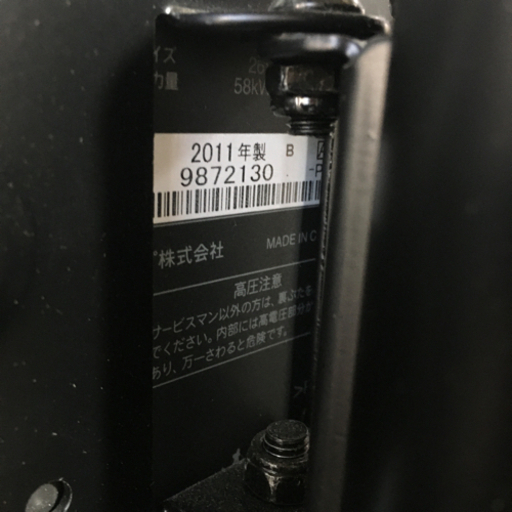 イズ 26
力量 58kW
2011年製 B
9872130 -P
株式会社 MADE IN C
高圧注意
サービスマン以外の方は、裏ぶたを
でください。内部には高電圧部分が
あり、万一さわると危険です。